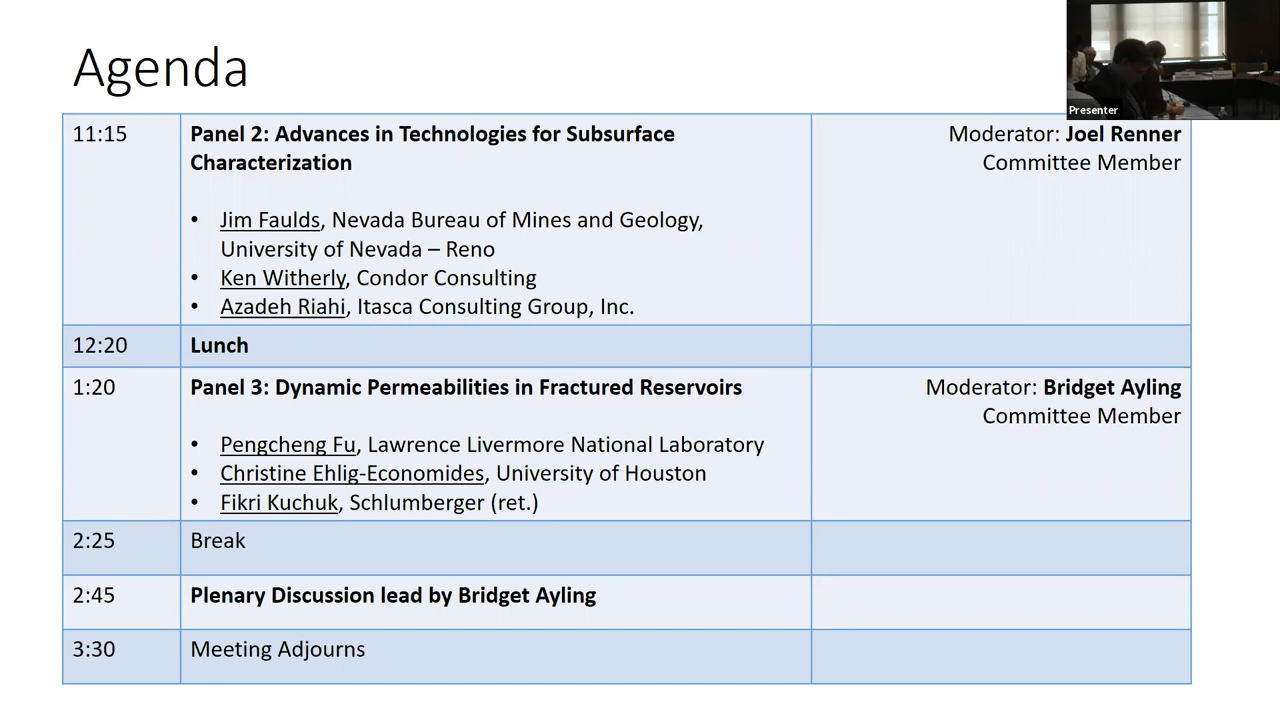 Agenda
Presenter
11:15
Panel 2: Advances in Technologies for Subsurface
Characterization
• Jim Faulds, Nevada Bureau of Mines and Geology,
University of Nevada – Reno
• Ken Witherly, Condor Consulting
• Azadeh Riahi, Itasca Consulting Group, Inc.
Moderator: Joel Renner
Committee Member
12:20
Lunch
1:20
Panel 3: Dynamic Permeabilities in Fractured Reservoirs
• Pengcheng Fu, Lawrence Livermore National Laboratory
• Christine Ehlig-Economides, University of Houston
• Fikri Kuchuk, Schlumberger (ret.)
Moderator: Bridget Ayling
Committee Member
2:25
Break
2:45
Plenary Discussion lead by Bridget Ayling
3:30
Meeting Adjourns